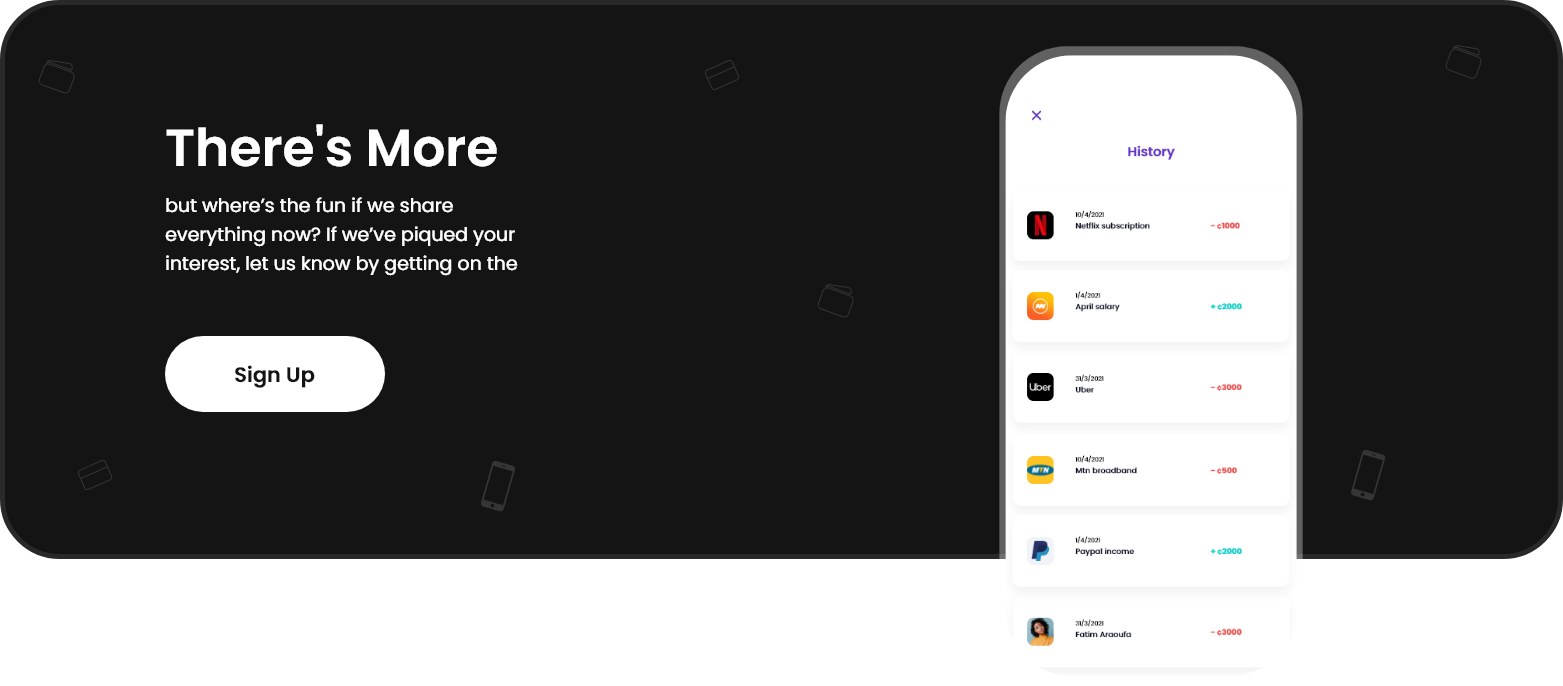 There's More
but where’s the fun if we share
everything now? If we’ve piqued your
interest, let us know by getting on the
Sign Up
History
10/4/2021
Netflix subscription
- ¢1000
1/4/2021
April salary
+ ¢2000
Uber
31/3/2021
Uber
- ¢3000
MTN
10/4/2021
Mtn broadband
- ¢500
1/4/2021
Paypal income
+ ¢2000
31/3/2021
Fatim Araoufa
- ¢3000